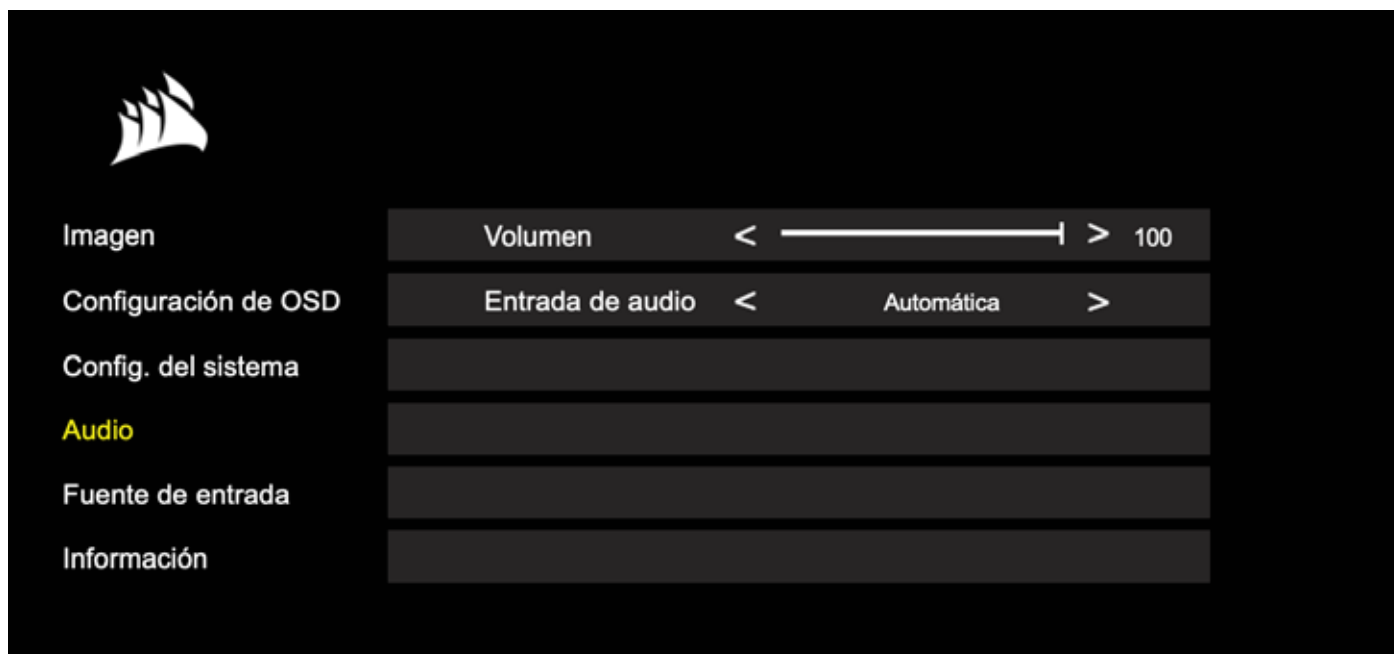 Imagen
Volumen < > 100
Configuración de OSD
Entrada de audio < Automática >
Config. del sistema
Audio
Fuente de entrada
Información